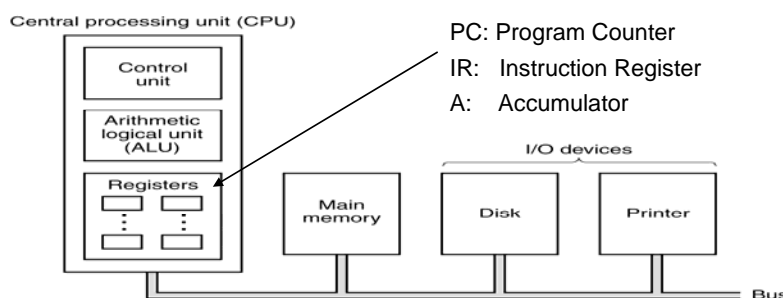 Central processing unit (CPU)
Control
unit
Arithmetic
logical unit
(ALU)
Registers
PC: Program Counter
IR: Instruction Register
A: Accumulator
I/O devices
Main
memory
Disk
Printer
Bus